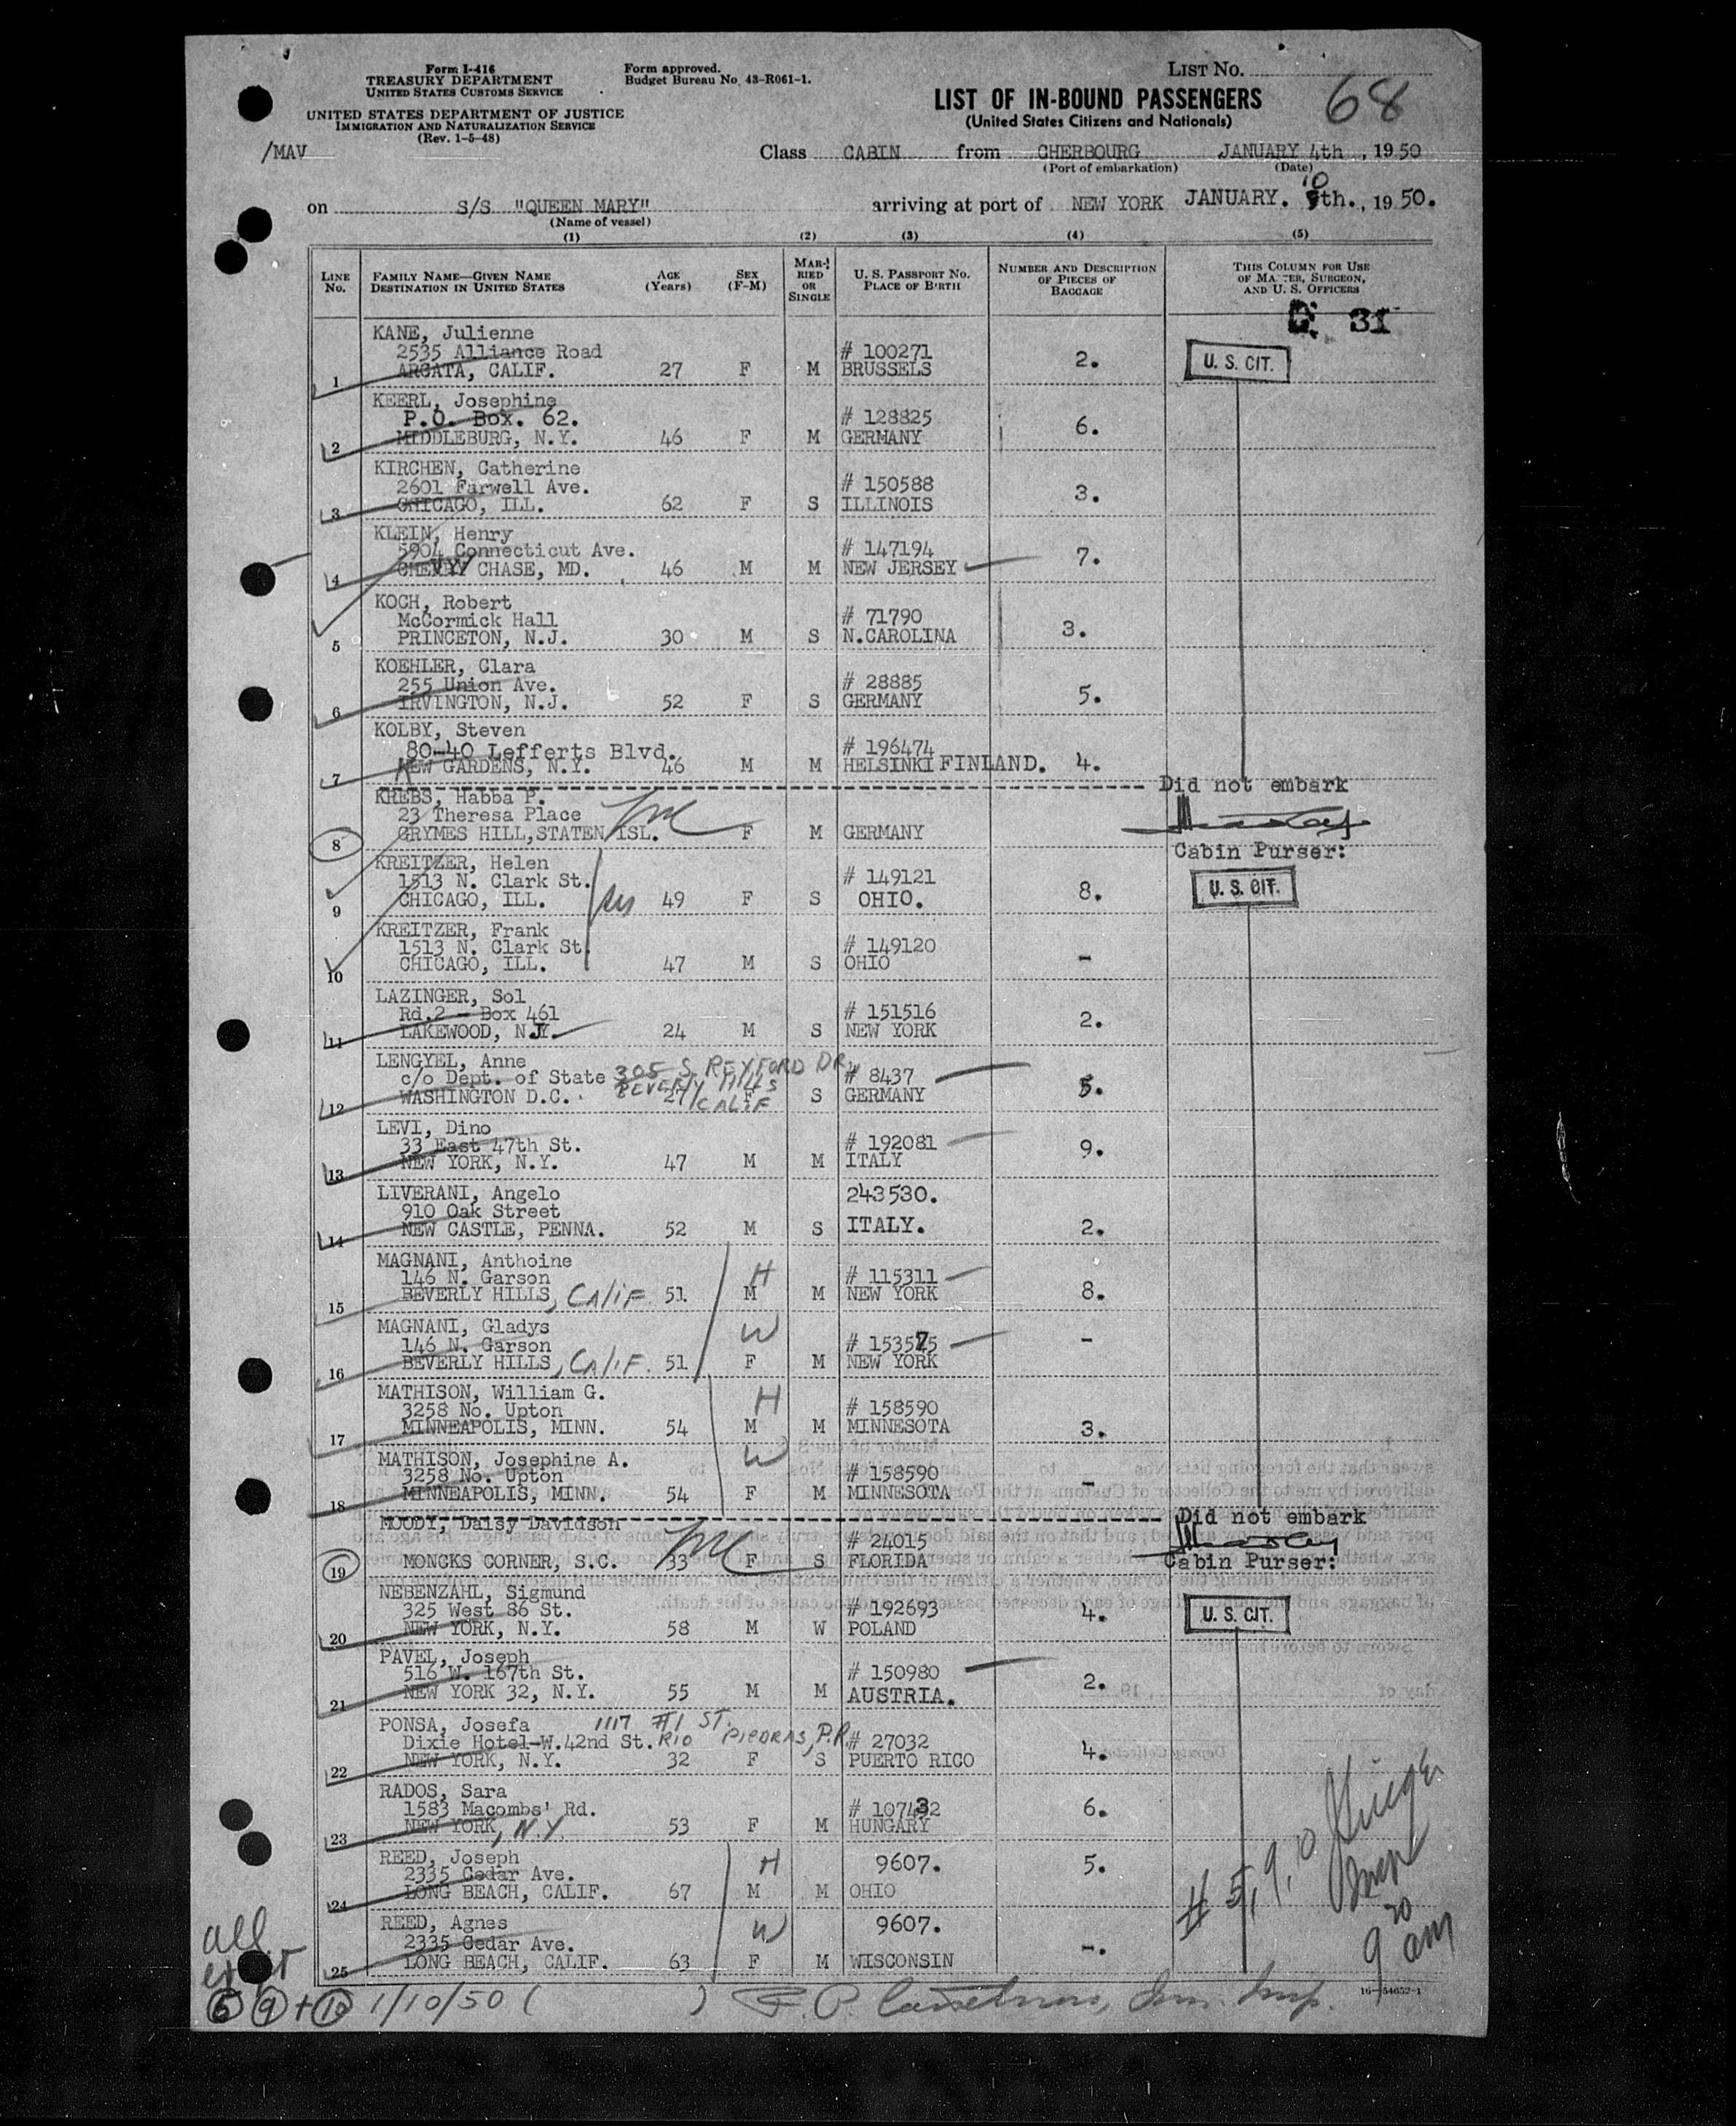 Form I-416
TREASURY DEPARTMENT
UNITED STATES CUSTOMS SERVICE
UNITED STATES DEPARTMENT OF JUSTICE
IMMIGRATION AND NATURALIZATION SERVICE
(Rev. 1-5-48)
Form approved.
Budget Bureau No. 43-R061-1.
LIST NO.
68
LIST OF IN-BOUND PASSENGERS
(United States Citizens and Nationals)
/MAV
Class CABIN from CHERBOURG JANUARY 4th, 1950
(Port of embarkation) (Date)
on S/S "QUEEN MARY" arriving at port of NEW YORK JANUARY. 10th., 1950.
(Name of vessel)
(1) (2) (3) (4) (5)
LINE No. FAMILY NAME—GIVEN NAME DESTINATION IN UNITED STATES AGE (Years) SEX (F-M) MARRIED OR SINGLE U. S. PASSPORT NO. PLACE OF BIRTH NUMBER AND DESCRIPTION OF PIECES OF BAGGAGE THIS COLUMN FOR USE OF MASTER, SURGEON, AND U. S. OFFICERS
31
KANE, Julienne
2535 Alliance Road # 100271
1 ARCATA, CALIF. 27 F M BRUSSELS 2. U. S. CIT.
KEERL, Josephine
P.O. Box. 62. # 128825
2 MIDDLEBURG, N.Y. 46 F M GERMANY 6.
KIRCHEN, Catherine
2601 Farwell Ave. # 150588
3 CHICAGO, ILL. 62 F S ILLINOIS 3.
KLEIN, Henry
5904 Connecticut Ave. # 147194
4 CHEVY CHASE, MD. 46 M M NEW JERSEY 7.
KOCH, Robert
McCormick Hall # 71790
5 PRINCETON, N.J. 30 M S N.CAROLINA 3.
KOEHLER, Clara
255 Union Ave. # 28885
6 IRVINGTON, N.J. 52 F S GERMANY 5.
KOLBY, Steven
80-40 Lefferts Blvd. # 196474
7 KEW GARDENS, N.Y. 46 M M HELSINKI FINLAND. 4.
Did not embark
KREBS, Habba P.
23 Theresa Place
8 GRYMES HILL, STATEN ISL. F M GERMANY
Cabin Purser:
KREITZER, Helen
1513 N. Clark St. # 149121
9 CHICAGO, ILL. 49 F S OHIO. 8. U. S. CIT.
KREITZER, Frank
1513 N. Clark St. # 149120
10 CHICAGO, ILL. 47 M S OHIO -
LAZINGER, Sol
Rd.2 - Box 461 # 151516
11 LAKEWOOD, N.J. 24 M S NEW YORK 2.
LENGYEL, Anne
c/o Dept. of State 305 S. REXFORD DR. # 8437
BEVERLY HILLS CALIF
12 WASHINGTON D.C. 27 F S GERMANY 5.
LEVI, Dino
33 East 47th St. # 192081
13 NEW YORK, N.Y. 47 M M ITALY 9.
LIVERANI, Angelo 243530.
910 Oak Street
14 NEW CASTLE, PENNA. 52 M S ITALY. 2.
MAGNANI, Anthoine
146 N. Garson H # 115311
15 BEVERLY HILLS, CALIF. 51 M M NEW YORK 8.
MAGNANI, Gladys W
146 N. Garson # 153575 -
16 BEVERLY HILLS, CALIF. 51 F M NEW YORK
MATHISON, William G. H
3258 No. Upton # 158590
17 MINNEAPOLIS, MINN. 54 M M MINNESOTA 3.
MATHISON, Josephine A. W
3258 No. Upton # 158590
18 MINNEAPOLIS, MINN. 54 F M MINNESOTA -
Did not embark
MOODY, Daisy Davidson
# 24015
19 MONCKS CORNER, S.C. 33 F S FLORIDA Cabin Purser:
NEBENZAHL, Sigmund
325 West 86 St. # 192693
20 NEW YORK, N.Y. 58 M W POLAND 4. U. S. CIT.
PAVEL, Joseph
516 W. 167th St. # 150980
21 NEW YORK 32, N.Y. 55 M M AUSTRIA. 2.
PONSA, Josefa 1117 #1 ST.
Dixie Hotel-W.42nd St. RIO PIEDRAS, P.R. # 27032
22 NEW YORK, N.Y. 32 F S PUERTO RICO 4.
RADOS, Sara
1583 Macombs' Rd. # 107432 6.
23 NEW YORK, N.Y. 53 F M HUNGARY
REED, Joseph H 9607. 5.
2335 Cedar Ave.
24 LONG BEACH, CALIF. 67 M M OHIO
REED, Agnes W 9607.
2335 Cedar Ave.
25 LONG BEACH, CALIF. 63 F M WISCONSIN -.
# 5, 9, 10
9 20 am
all
5 9 + 10 1/10/50 ( )
16-54652-1